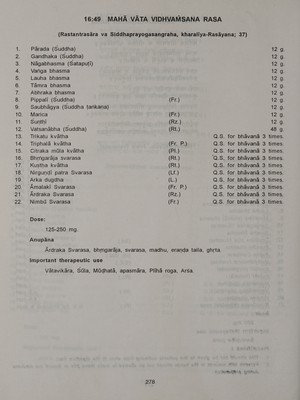 16:49 MAHĀ VĀTA VIDHVAṀSANA RASA
(Rastantrasāra va Siddhaprayogasangraha, kharalīya-Rasāyana; 37)
1. Pārada (Śuddha) 12 g.
2. Gandhaka (Śuddha) 12 g.
3. Nāgabhasma (Śatapuṭī) 12 g.
4. Vanga bhasma 12 g.
5. Lauha bhasma 12 g.
6. Tāmra bhasma 12 g.
7. Abhraka bhasma 12 g.
8. Pippalī (Śuddha) (Fr.) 12 g.
9. Saubhāgya (Śuddha ṭaṅkaṇa) 12 g.
10. Marica (Fr.) 12 g.
11. Śuṇṭhī (Rz.) 12 g.
12. Vatsanābha (Śuddha) (Rt.) 48 g
13. Trikaṭu kvātha Q.S. for bhāvanā 3 times.
14. Triphalā kvātha (Fr. P.) Q.S. for bhāvanā 3 times.
15. Citraka mūla kvātha (Rt.) Q.S. for bhāvanā 3 times.
16. Bhṛṅgarāja svarasa (Rt.) Q.S. for bhāvanā 3 times.
17. Kuṣṭha kvātha (Rt.) Q.S. for bhāvanā 3 times.
18. Nirguṇḍī patra Svarasa (Lf.) Q.S. for bhāvanā 3 times.
19. Arka dugdha (L.) Q.S. for bhāvanā 3 times.
20. Āmalakī Svarasa (Fr. P.) Q.S. for bhāvanā 3 times.
21. Ārdraka Svarasa (Rz.) Q.S. for bhāvanā 3 times.
22. Nimbū Svarasa (Fr.) Q.S. for bhāvanā 3 times.
Dose:
125-250 mg.
Anupāna
Ārdraka Svarasa, bhṛngarāja, svarasa, madhu, eraṇḍa taila, ghṛta.
Important therapeutic use
Vātavikāra, Śūla, Mūḍhatā, apasmāra, Plīhā roga, Arśa.
278